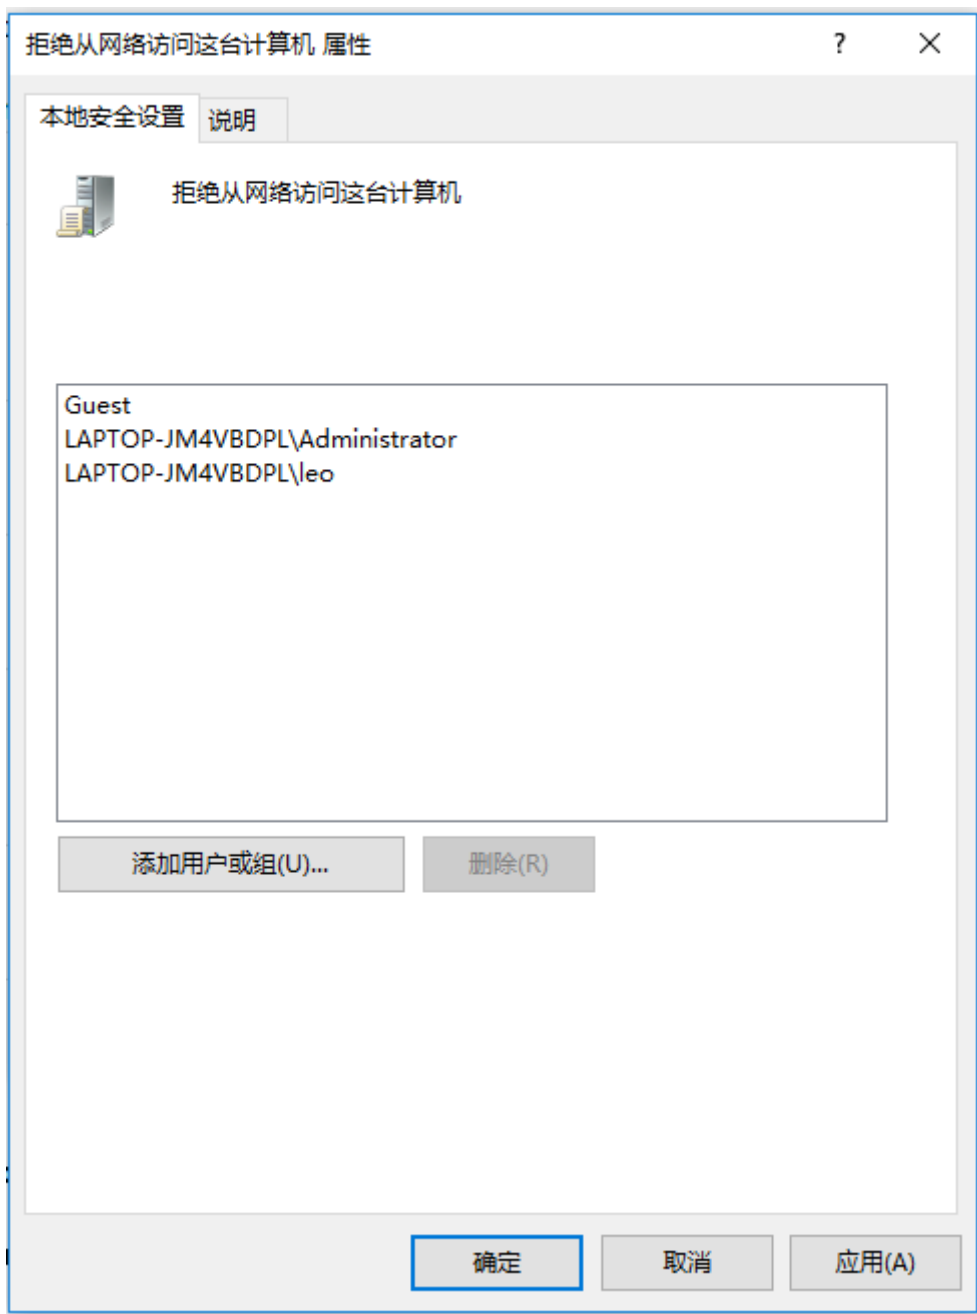 拒绝从网络访问这台计算机 属性
?
本地安全设置 说明
拒绝从网络访问这台计算机
Guest
LAPTOP-JM4VBDPL\Administrator
LAPTOP-JM4VBDPL\leo
添加用户或组(U)... 删除(R)
确定 取消 应用(A)